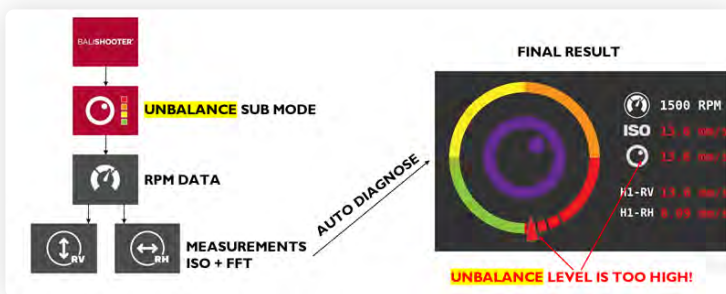 BALISHOOTER
UNBALANCE SUB MODE
RPM DATA
RV
RH
MEASUREMENTS
ISO + FFT
AUTO DIAGNOSE
FINAL RESULT
1500 RPM
ISO
H1-RV
H1-RH
UNBALANCE LEVEL IS TOO HIGH!